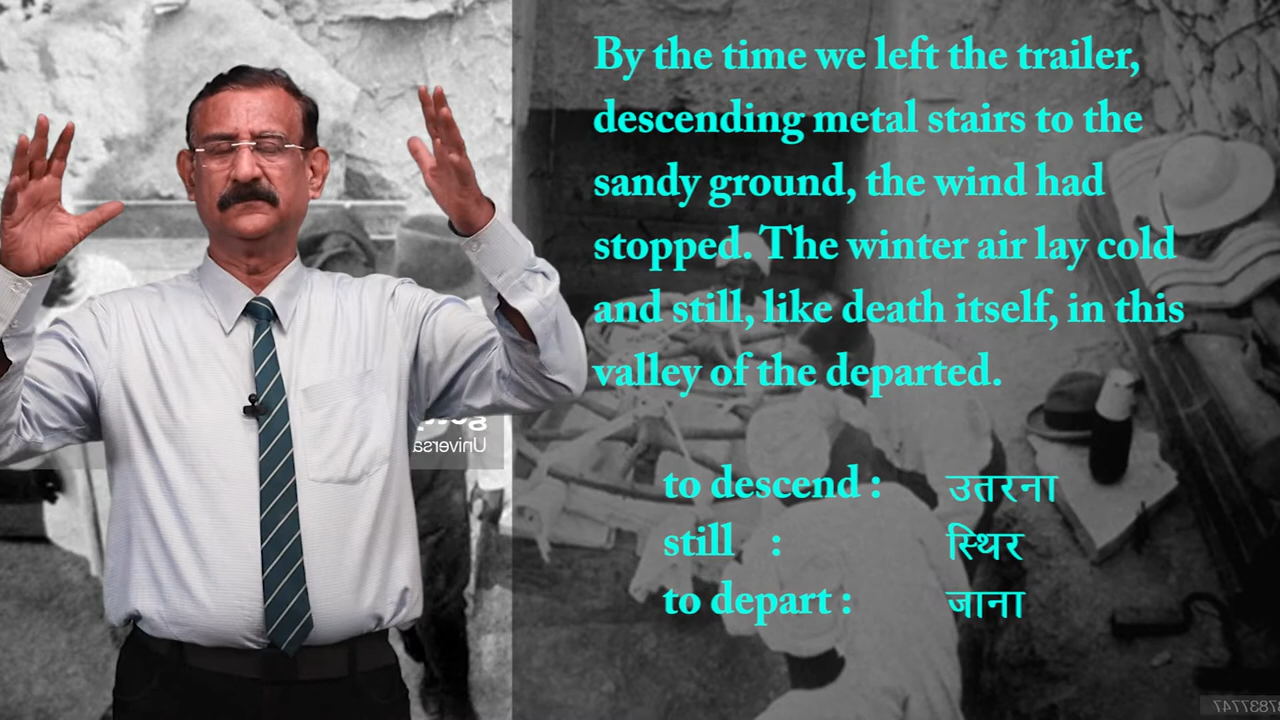 By the time we left the trailer,
descending metal stairs to the
sandy ground, the wind had
stopped. The winter air lay cold
and still, like death itself, in this
valley of the departed.
to descend : उतरना
still : स्थिर
to depart : जाना